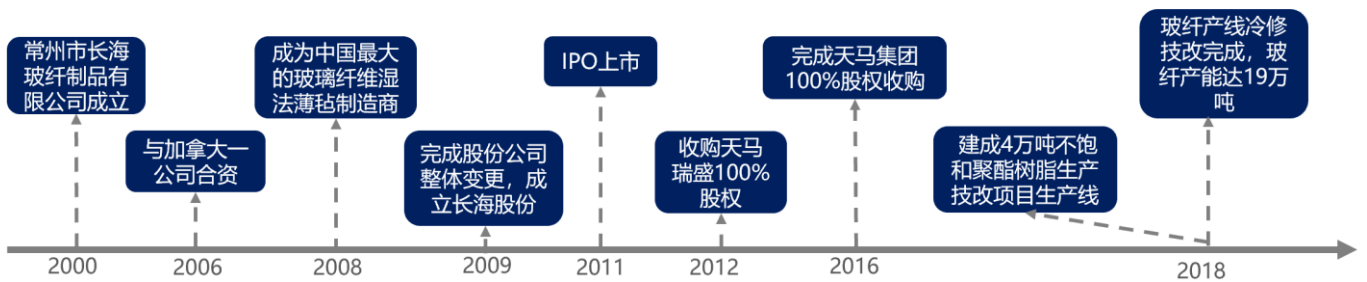 常州市长海
玻纤制品有
限公司成立
与加拿大一
公司合资
成为中国最大
的玻璃纤维湿
法薄毡制造商
完成股份公司
整体变更，成
立长海股份
IPO上市
收购天马
瑞盛100%
股权
完成天马集团
100%股权收购
建成4万吨不饱
和聚酯树脂生产
技改项目生产线
玻纤产线冷修
技改完成，玻
纤产能达19万
吨
2000
2006
2008
2009
2011
2012
2016
2018